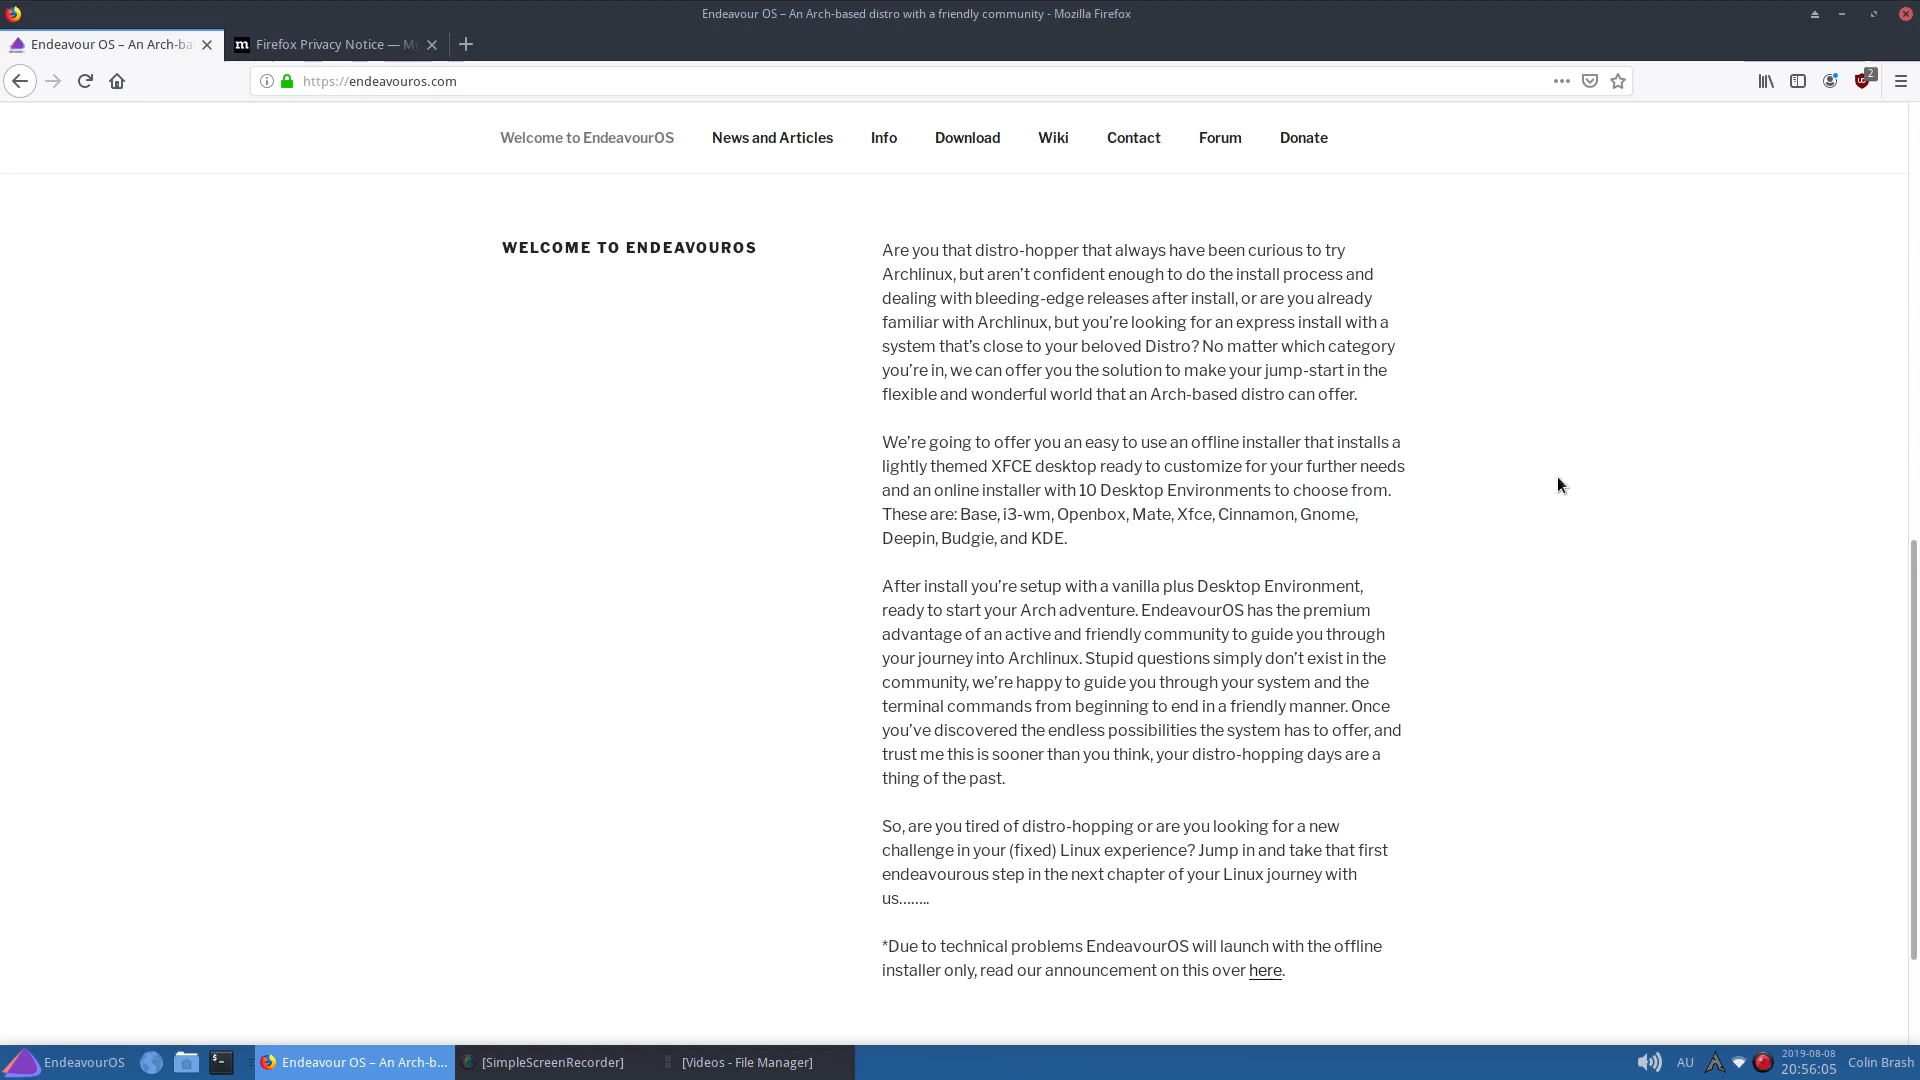 Endeavour OS – An Arch-based distro with a friendly community - Mozilla Firefox
Endeavour OS – An Arch-ba
m Firefox Privacy Notice — Mo
https://endeavouros.com
2
Welcome to EndeavourOS News and Articles Info Download Wiki Contact Forum Donate
WELCOME TO ENDEAVOUROS
Are you that distro-hopper that always have been curious to try
Archlinux, but aren’t confident enough to do the install process and
dealing with bleeding-edge releases after install, or are you already
familiar with Archlinux, but you’re looking for an express install with a
system that’s close to your beloved Distro? No matter which category
you’re in, we can offer you the solution to make your jump-start in the
flexible and wonderful world that an Arch-based distro can offer.
We’re going to offer you an easy to use an offline installer that installs a
lightly themed XFCE desktop ready to customize for your further needs
and an online installer with 10 Desktop Environments to choose from.
These are: Base, i3-wm, Openbox, Mate, Xfce, Cinnamon, Gnome,
Deepin, Budgie, and KDE.
After install you’re setup with a vanilla plus Desktop Environment,
ready to start your Arch adventure. EndeavourOS has the premium
advantage of an active and friendly community to guide you through
your journey into Archlinux. Stupid questions simply don’t exist in the
community, we’re happy to guide you through your system and the
terminal commands from beginning to end in a friendly manner. Once
you’ve discovered the endless possibilities the system has to offer, and
trust me this is sooner than you think, your distro-hopping days are a
thing of the past.
So, are you tired of distro-hopping or are you looking for a new
challenge in your (fixed) Linux experience? Jump in and take that first
endeavourous step in the next chapter of your Linux journey with
us……..
*Due to technical problems EndeavourOS will launch with the offline
installer only, read our announcement on this over here.
EndeavourOS $_ Endeavour OS – An Arch-b... [SimpleScreenRecorder] [Videos - File Manager] AU 2019-08-08 Colin Brash
20:56:05